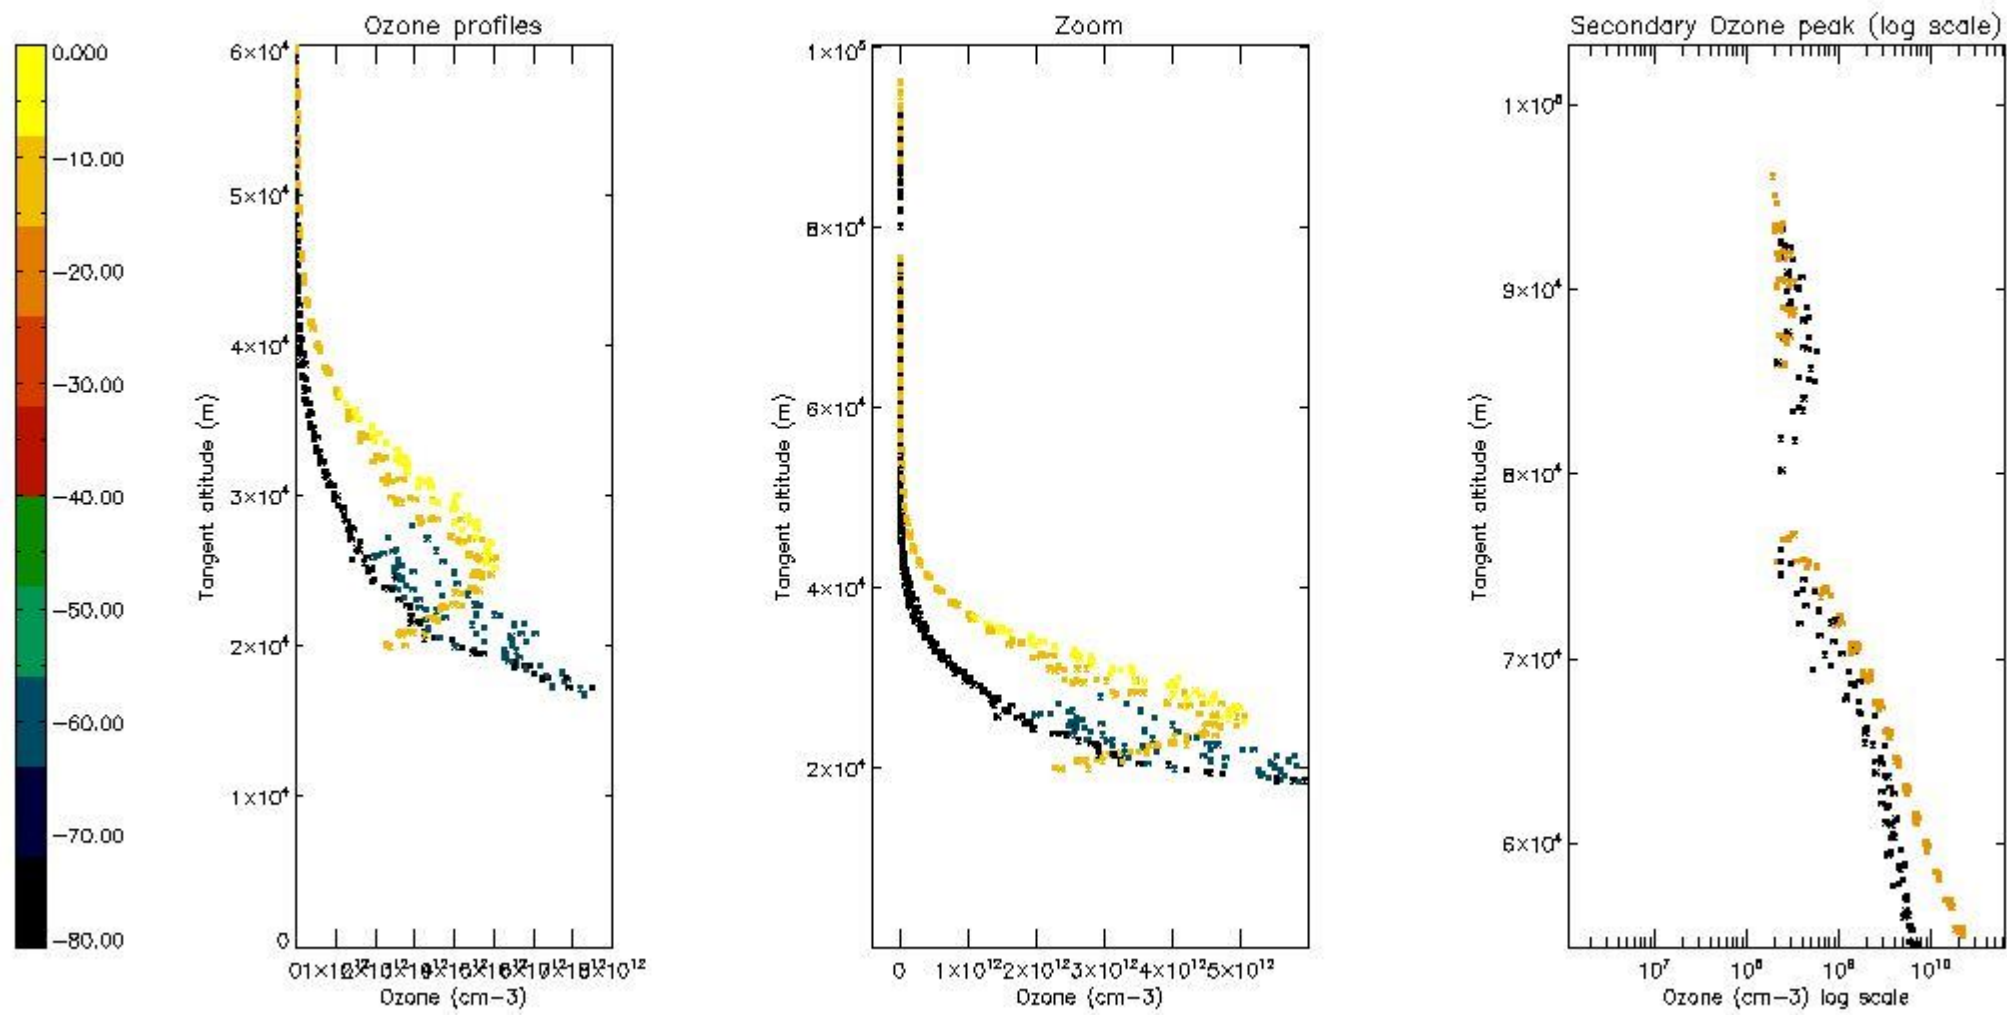 Ozone profiles
Zoom
Secondary Ozone peak (log scale)
0.000
−10.00
−20.00
−30.00
−40.00
−50.00
−60.00
−70.00
−80.00
6×10⁴
5×10⁴
4×10⁴
3×10⁴
2×10⁴
1×10⁴
0
Tangent altitude (m)
Ozone (cm−3)
1×10⁵
8×10⁴
6×10⁴
4×10⁴
2×10⁴
Tangent altitude (m)
0 1×10¹² 2×10¹² 3×10¹² 4×10¹² 5×10¹²
Ozone (cm−3)
9×10⁴
8×10⁴
7×10⁴
6×10⁴
Tangent altitude (m)
10⁷ 10⁸ 10⁹ 10¹⁰
Ozone (cm−3) log scale